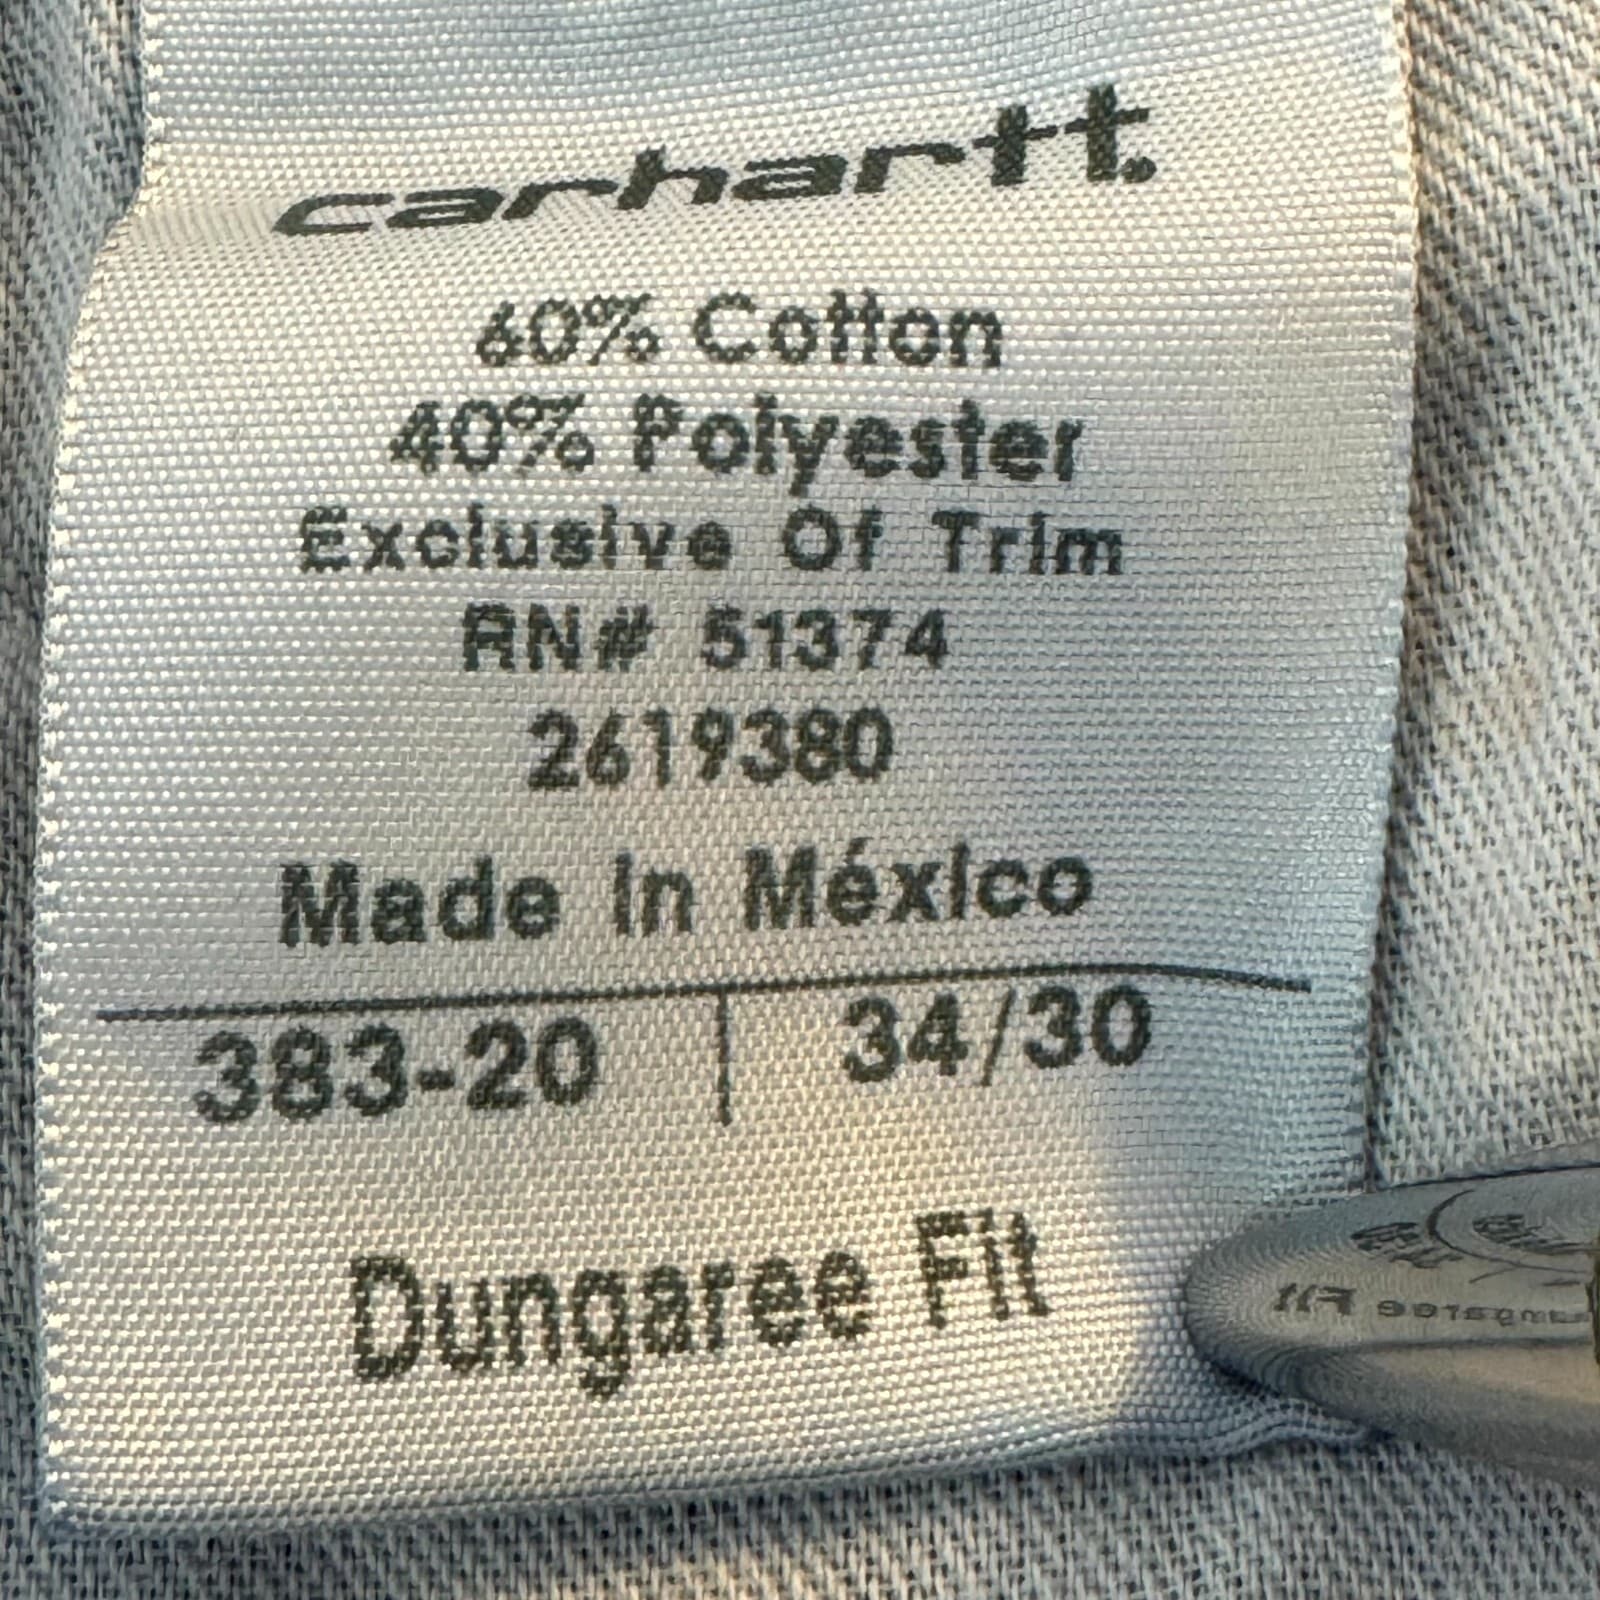 carhartt.
60% Cotton
40% Polyester
Exclusive Of Trim
RN# 51374
2619380
Made in México
383-20 | 34/30
Dungaree Fit